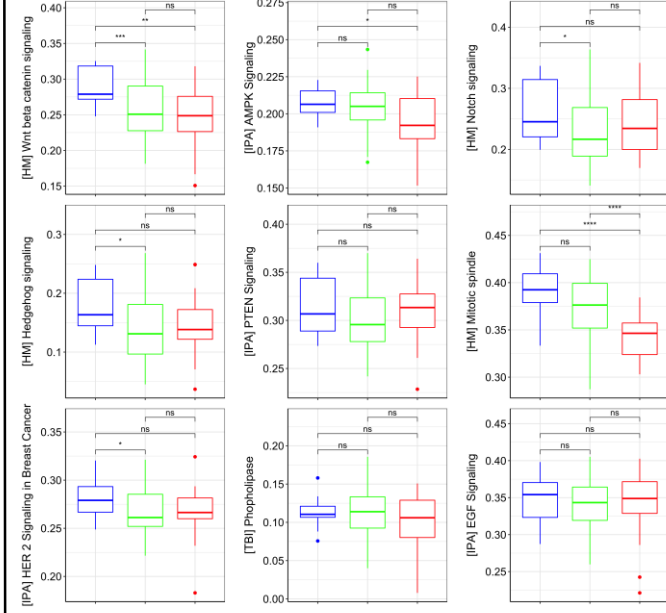 [HM] Wnt beta catenin signaling
0.30
0.25
0.20
0.15
ns
**
***
[IPA] AMPK Signaling
0.250
0.225
0.200
0.175
0.150
ns
*
ns
[HM] Notch signaling
0.4
0.3
0.2
ns
ns
*
[HM] Hedgehog signaling
0.3
0.2
0.1
ns
ns
*
[IPA] PTEN Signaling
0.40
0.35
0.30
0.25
ns
ns
ns
[HM] Mitotic spindle
0.45
0.40
0.35
0.30
****
****
ns
[IPA] HER 2 Signaling in Breast Cancer
0.35
0.30
0.25
0.20
ns
ns
*
[TBI] Phopholipase
0.20
0.15
0.10
0.05
0.00
ns
ns
ns
[IPA] EGF Signaling
0.45
0.40
0.35
0.30
0.25
ns
ns
ns